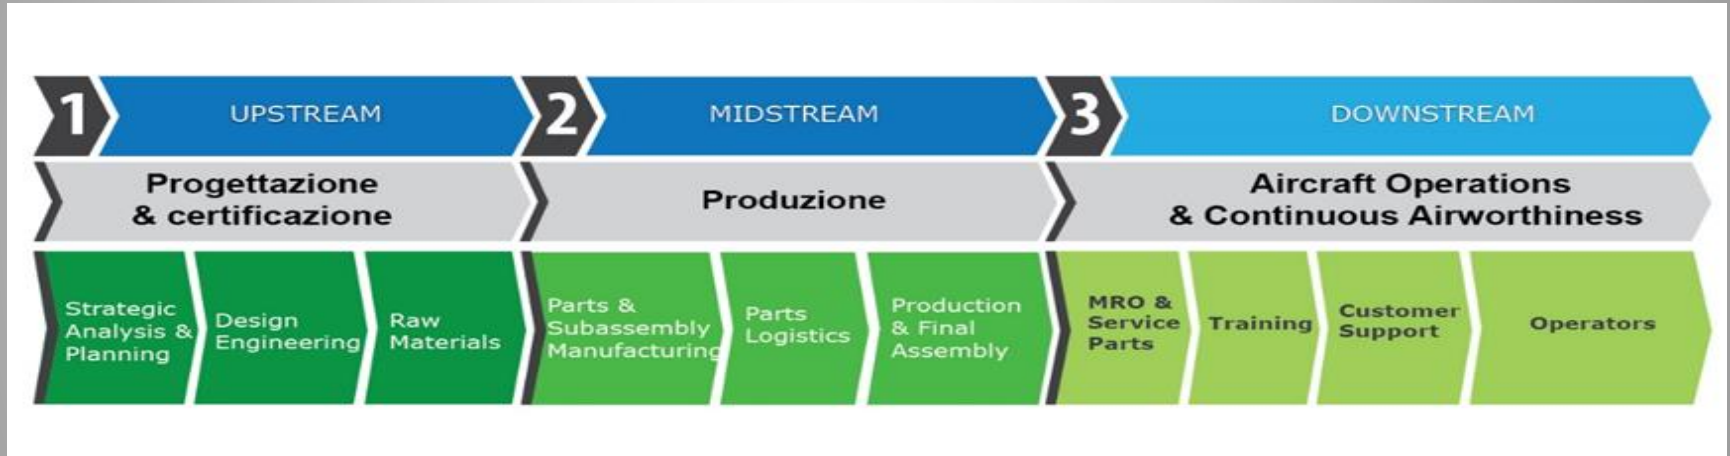 1
UPSTREAM
2
MIDSTREAM
3
DOWNSTREAM
Progettazione
& certificazione
Produzione
Aircraft Operations
& Continuous Airworthiness
Strategic
Analysis &
Planning
Design
Engineering
Raw
Materials
Parts &
Subassembly
Manufacturing
Parts
Logistics
Production
& Final
Assembly
MRO &
Service
Parts
Training
Customer
Support
Operators